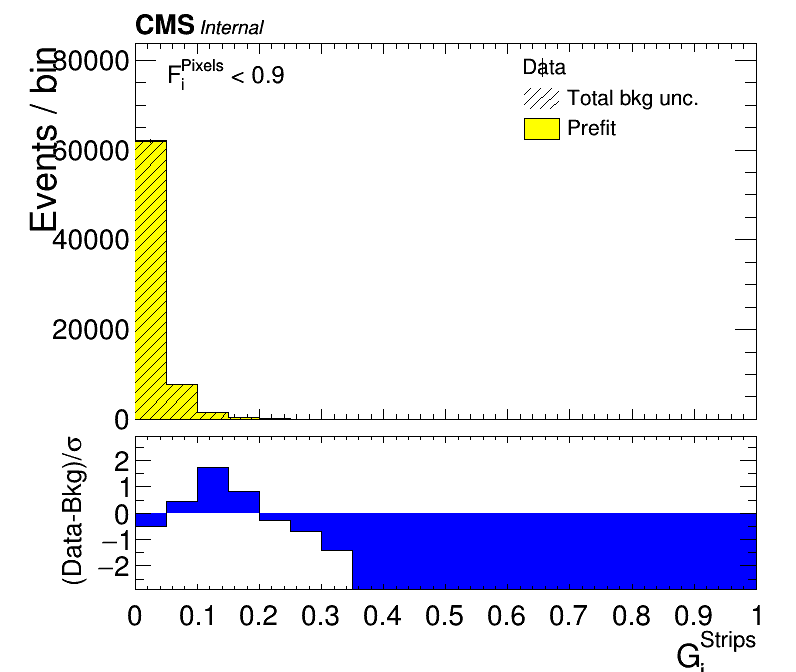 CMS Internal
F_i^Pixels < 0.9
Data
Total bkg unc.
Prefit
Events / bin
80000
60000
40000
20000
0
(Data-Bkg)/σ
2
1
0
−1
−2
0 0.1 0.2 0.3 0.4 0.5 0.6 0.7 0.8 0.9 1
G_i^Strips